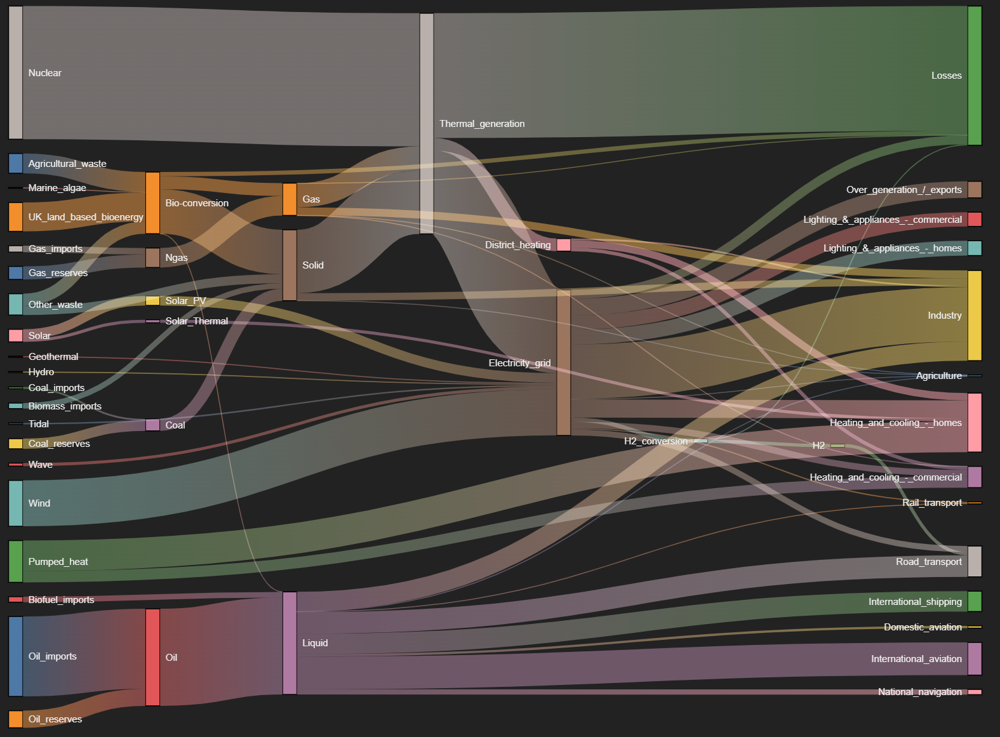 Nuclear
Agricultural_waste
Marine_algae
UK_land_based_bioenergy
Gas_imports
Gas_reserves
Other_waste
Solar
Geothermal
Hydro
Coal_imports
Biomass_imports
Tidal
Coal_reserves
Wave
Wind
Pumped_heat
Biofuel_imports
Oil_imports
Oil_reserves
Bio-conversion
Ngas
Solar_PV
Solar_Thermal
Coal
Oil
Gas
Solid
Liquid
Thermal_generation
District_heating
Electricity_grid
H2_conversion
H2
Losses
Over_generation_/_exports
Lighting_&_appliances_-_commercial
Lighting_&_appliances_-_homes
Industry
Agriculture
Heating_and_cooling_-_homes
Heating_and_cooling_-_commercial
Rail_transport
Road_transport
International_shipping
Domestic_aviation
International_aviation
National_navigation